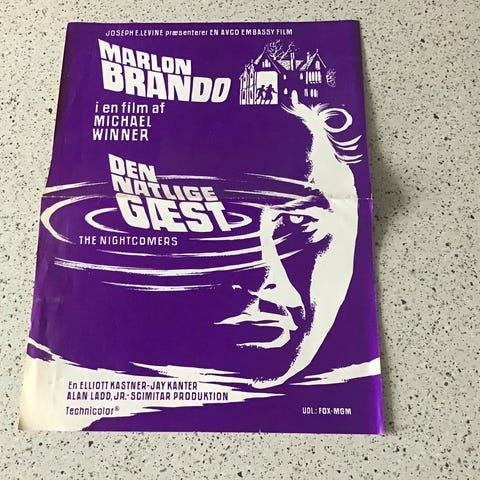 JOSEPH E. LEVINE præsenterer EN AVCO EMBASSY FILM
MARLON
BRANDO
i en film af
MICHAEL
WINNER
DEN
NATLIGE
GÆST
THE NIGHTCOMERS
En ELLIOTT KASTNER-JAY KANTER
ALAN LADD, JR.-SCIMITAR PRODUKTION
Technicolor®
UDL: FOX-MGM